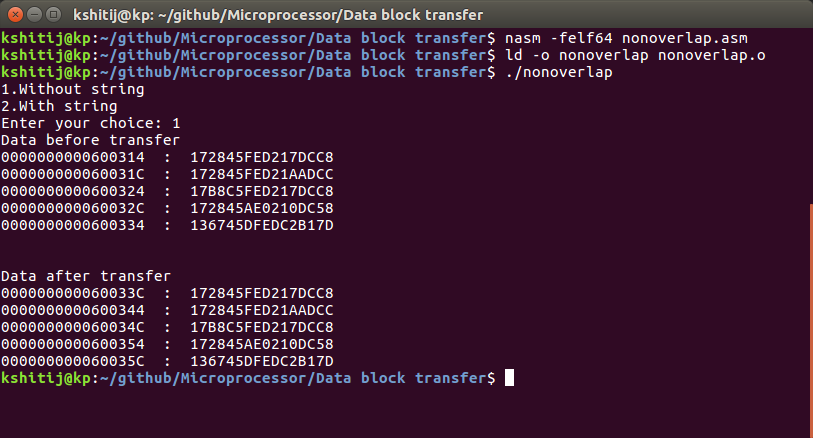 kshitij@kp: ~/github/Microprocessor/Data block transfer
kshitij@kp:~/github/Microprocessor/Data block transfer$ nasm -felf64 nonoverlap.asm
kshitij@kp:~/github/Microprocessor/Data block transfer$ ld -o nonoverlap nonoverlap.o
kshitij@kp:~/github/Microprocessor/Data block transfer$ ./nonoverlap
1.Without string
2.With string
Enter your choice: 1
Data before transfer
0000000000600314  :  172845FED217DCC8
000000000060031C  :  172845FED21AADCC
0000000000600324  :  17B8C5FED217DCC8
000000000060032C  :  172845AE0210DC58
0000000000600334  :  136745DFEDC2B17D
Data after transfer
000000000060033C  :  172845FED217DCC8
0000000000600344  :  172845FED21AADCC
000000000060034C  :  17B8C5FED217DCC8
0000000000600354  :  172845AE0210DC58
000000000060035C  :  136745DFEDC2B17D
kshitij@kp:~/github/Microprocessor/Data block transfer$